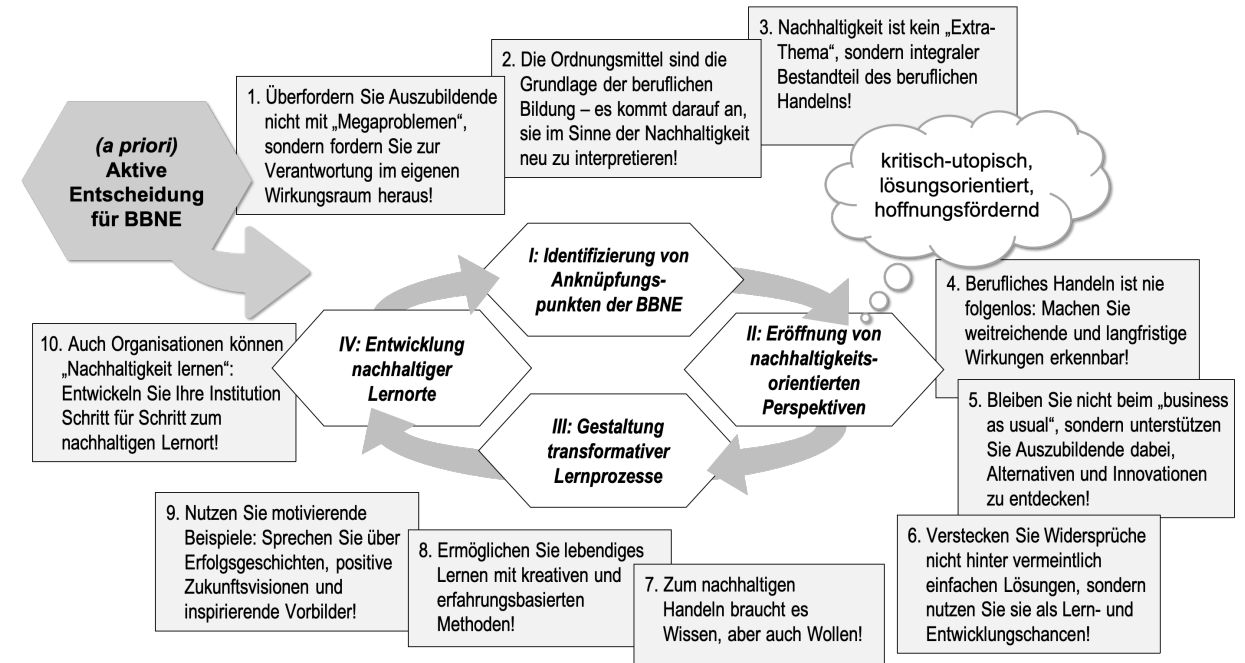 (a priori)
Aktive
Entscheidung
für BBNE
1. Überfordern Sie Auszubildende
nicht mit „Megaproblemen“,
sondern fordern Sie zur
Verantwortung im eigenen
Wirkungsraum heraus!
2. Die Ordnungsmittel sind die
Grundlage der beruflichen
Bildung – es kommt darauf an,
sie im Sinne der Nachhaltigkeit
neu zu interpretieren!
3. Nachhaltigkeit ist kein „Extra-
Thema“, sondern integraler
Bestandteil des beruflichen
Handelns!
kritisch-utopisch,
lösungsorientiert,
hoffnungsfördernd
I: Identifizierung von
Anknüpfungs-
punkten der BBNE
II: Eröffnung von
nachhaltigkeits-
orientierten
Perspektiven
III: Gestaltung
transformativer
Lernprozesse
IV: Entwicklung
nachhaltiger
Lernorte
4. Berufliches Handeln ist nie
folgenlos: Machen Sie
weitreichende und langfristige
Wirkungen erkennbar!
5. Bleiben Sie nicht beim „business
as usual“, sondern unterstützen
Sie Auszubildende dabei,
Alternativen und Innovationen
zu entdecken!
6. Verstecken Sie Widersprüche
nicht hinter vermeintlich
einfachen Lösungen, sondern
nutzen Sie sie als Lern- und
Entwicklungschancen!
7. Zum nachhaltigen
Handeln braucht es
Wissen, aber auch Wollen!
8. Ermöglichen Sie lebendiges
Lernen mit kreativen und
erfahrungsbasierten
Methoden!
9. Nutzen Sie motivierende
Beispiele: Sprechen Sie über
Erfolgsgeschichten, positive
Zukunftsvisionen und
inspirierende Vorbilder!
10. Auch Organisationen können
„Nachhaltigkeit lernen“:
Entwickeln Sie Ihre Institution
Schritt für Schritt zum
nachhaltigen Lernort!